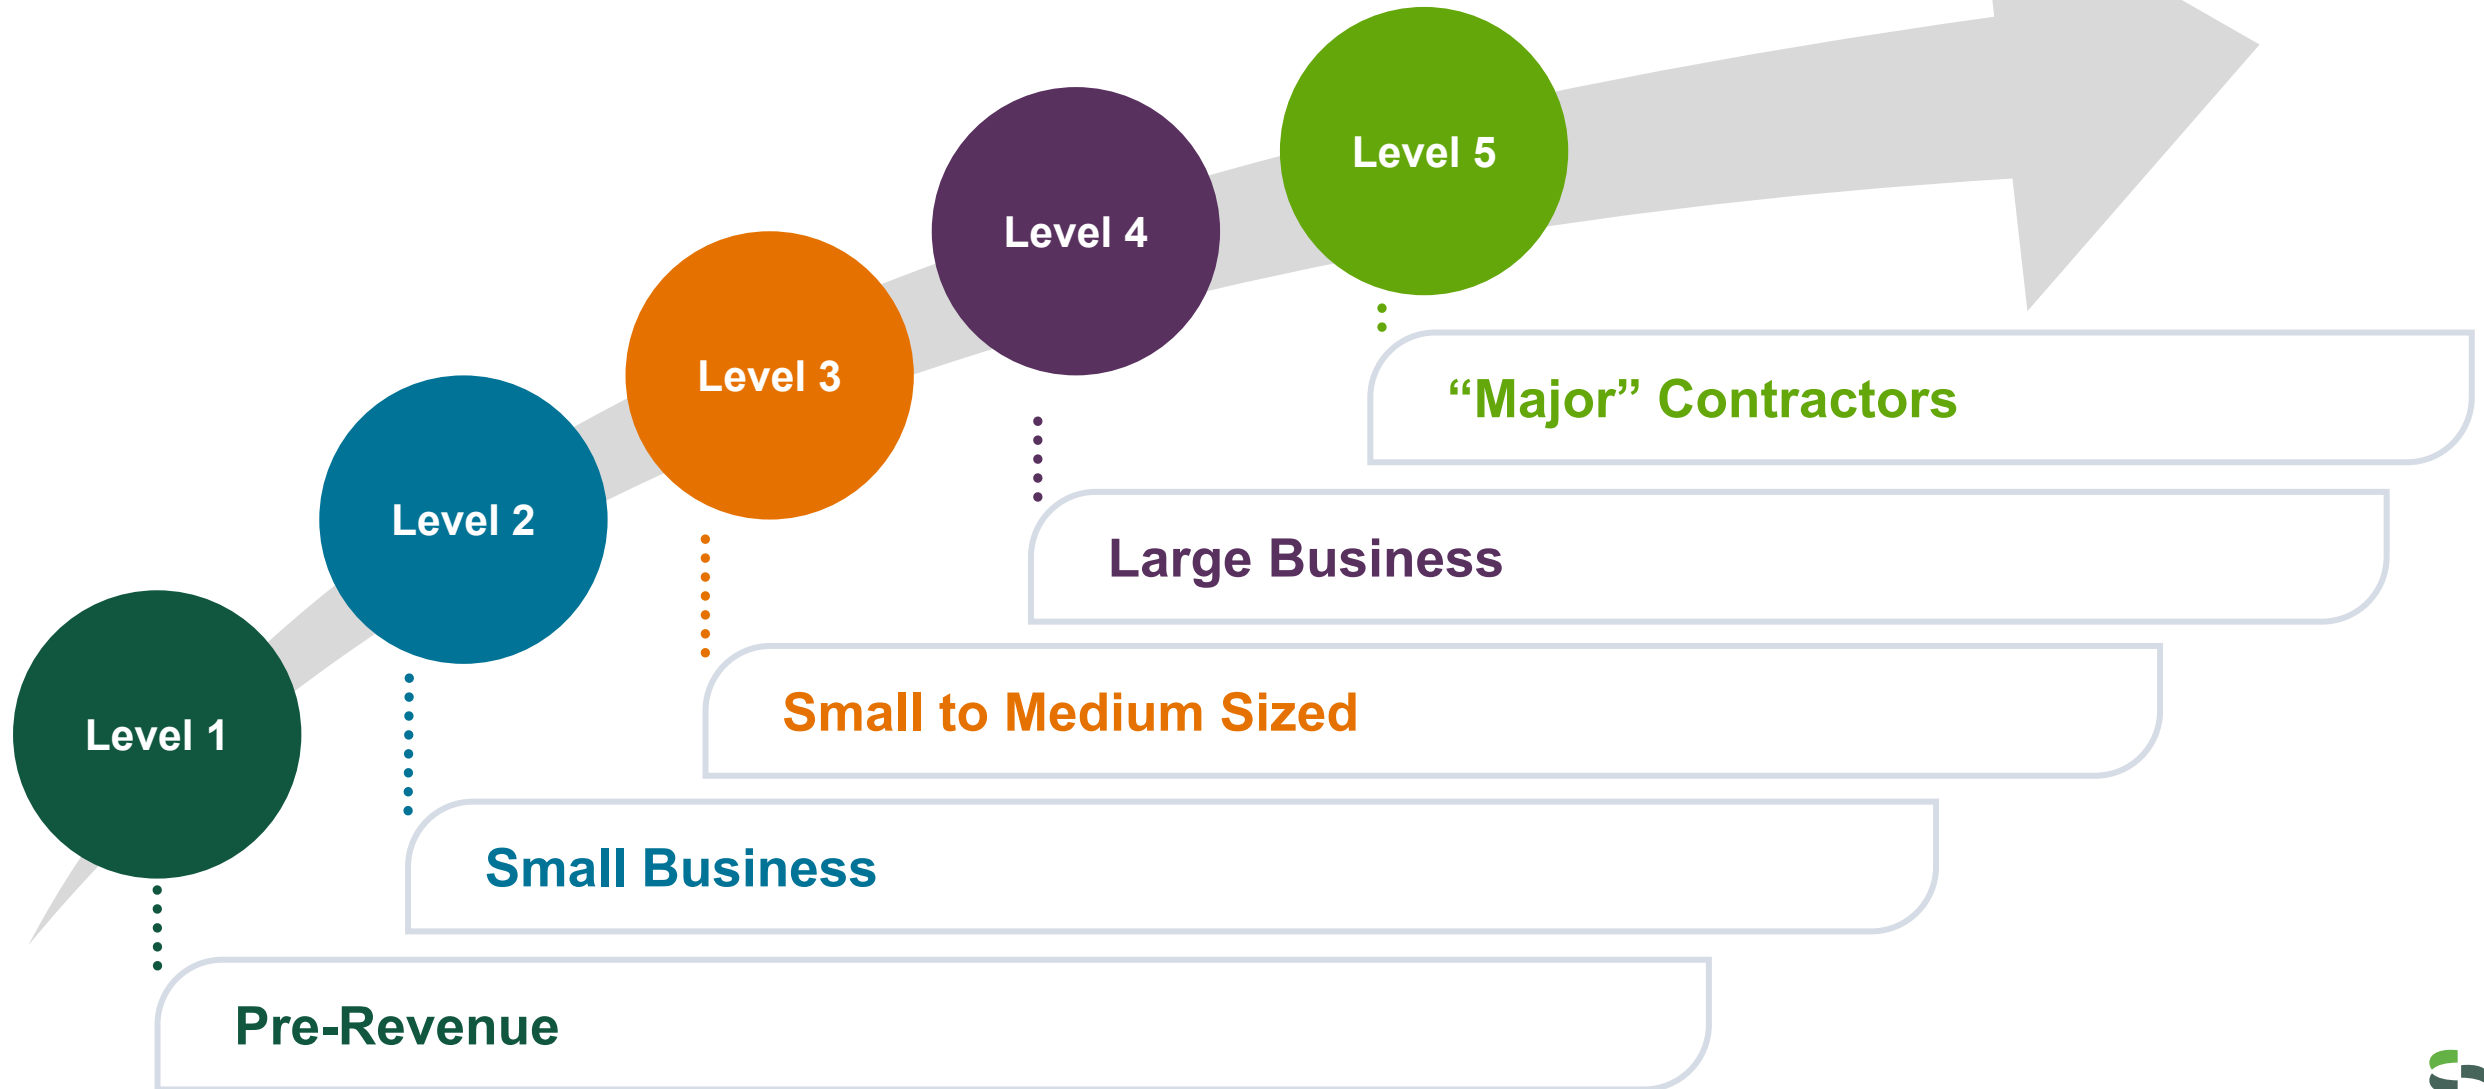 Level 5
Level 4
Level 3
Level 2
Level 1
“Major” Contractors
Large Business
Small to Medium Sized
Small Business
Pre-Revenue